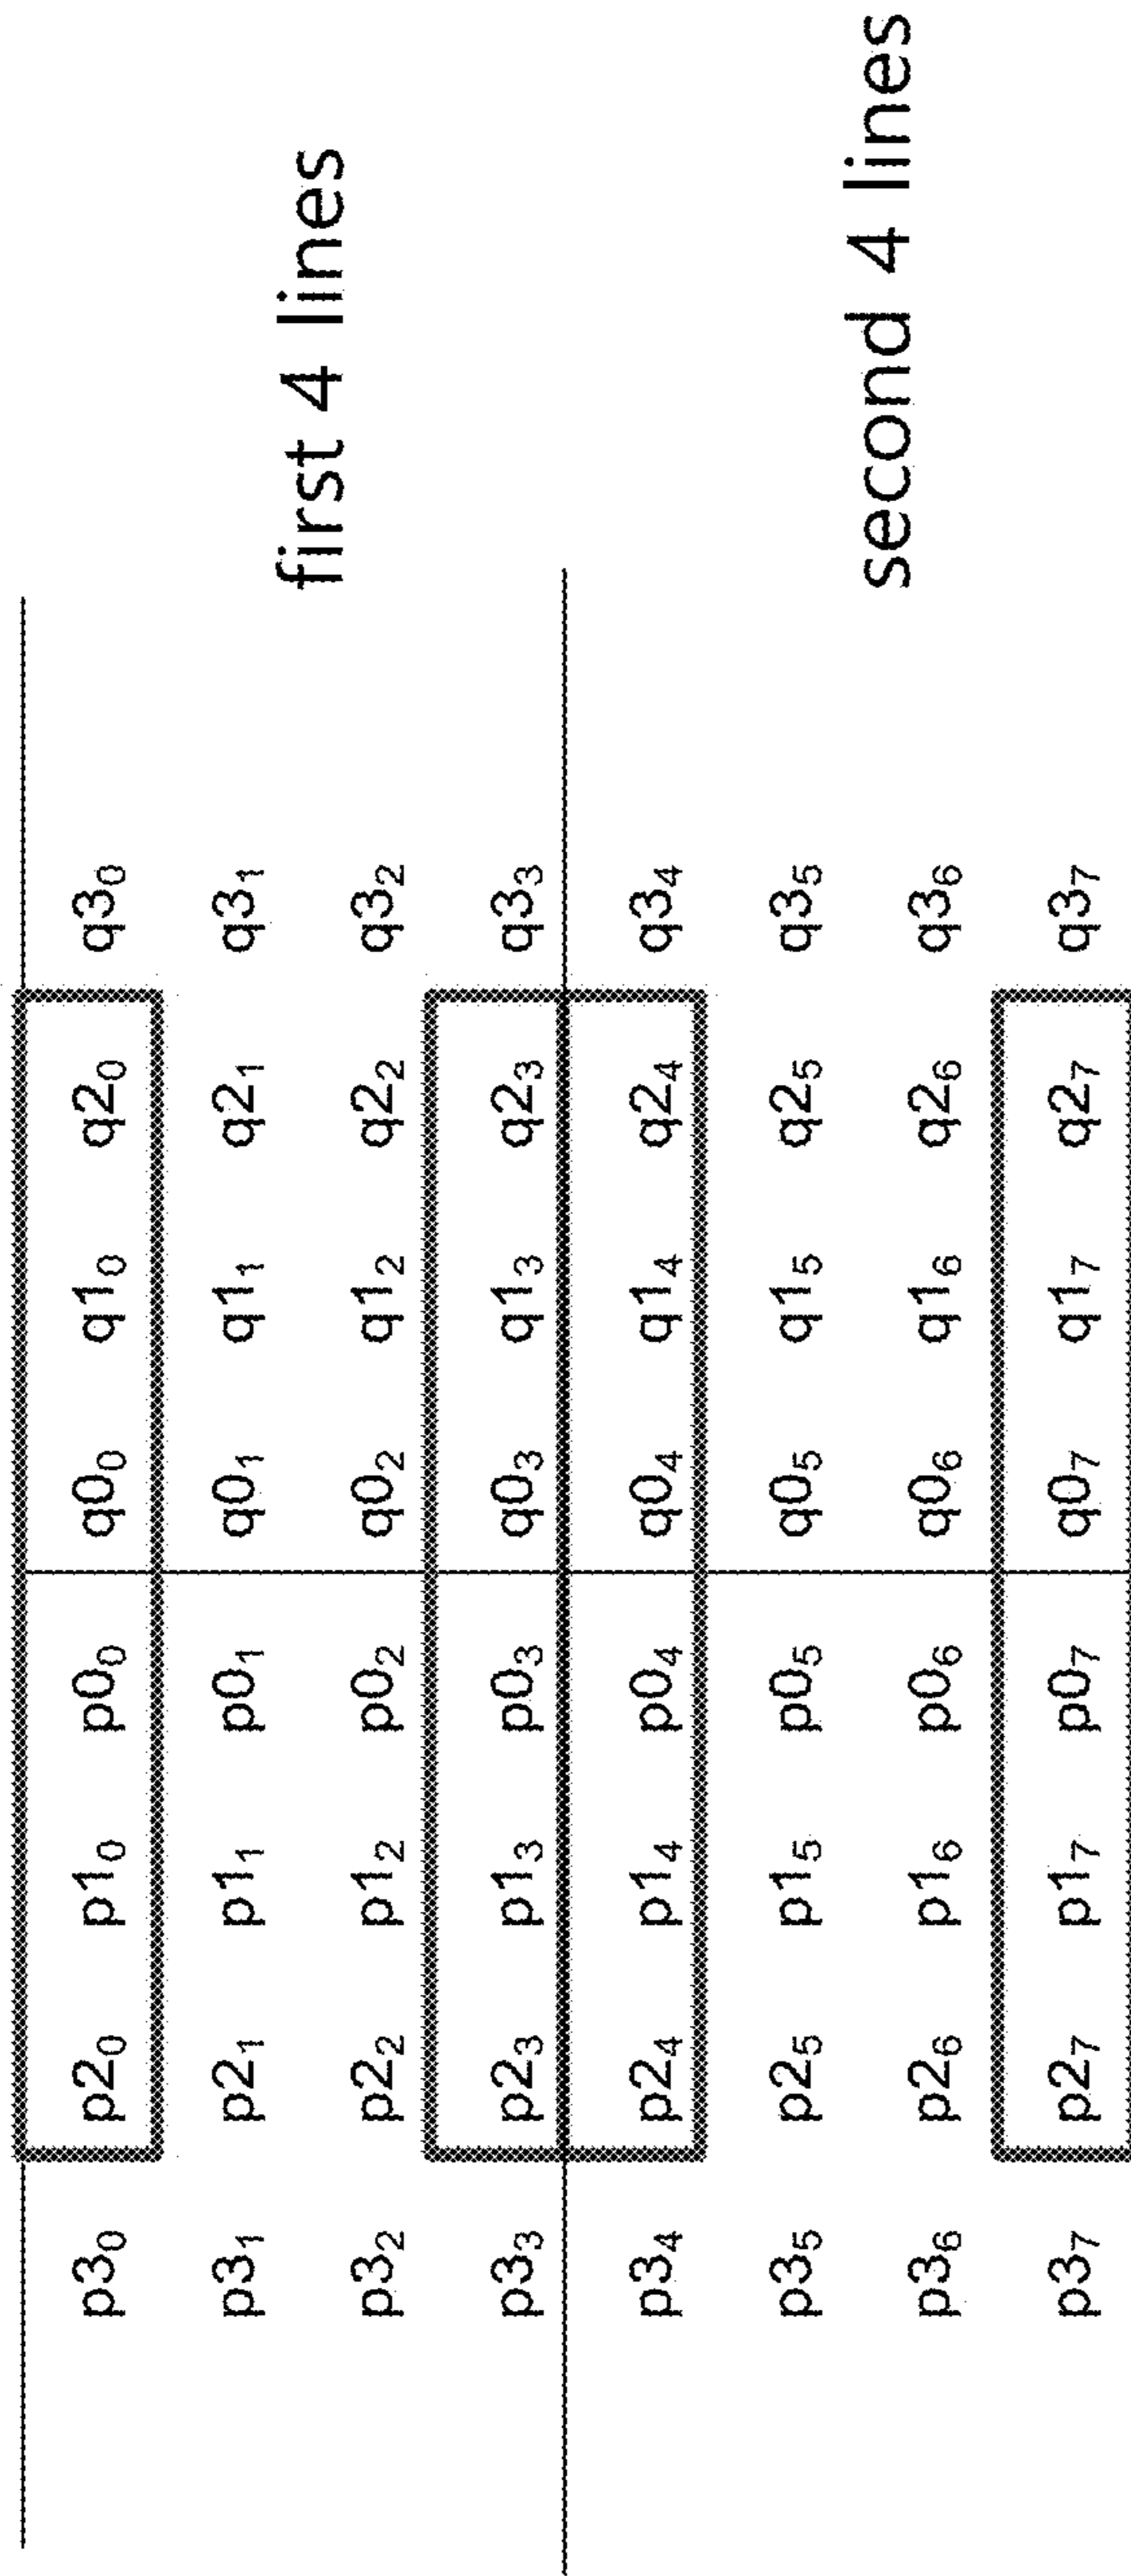 p3₀ p2₀ p1₀ p0₀ q0₀ q1₀ q2₀ q3₀
p3₁ p2₁ p1₁ p0₁ q0₁ q1₁ q2₁ q3₁
first 4 lines
p3₂ p2₂ p1₂ p0₂ q0₂ q1₂ q2₂ q3₂
p3₃ p2₃ p1₃ p0₃ q0₃ q1₃ q2₃ q3₃
p3₄ p2₄ p1₄ p0₄ q0₄ q1₄ q2₄ q3₄
p3₅ p2₅ p1₅ p0₅ q0₅ q1₅ q2₅ q3₅
second 4 lines
p3₆ p2₆ p1₆ p0₆ q0₆ q1₆ q2₆ q3₆
p3₇ p2₇ p1₇ p0₇ q0₇ q1₇ q2₇ q3₇